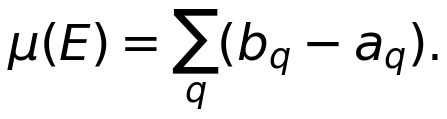 μ(E) = ∑_q (b_q − a_q).